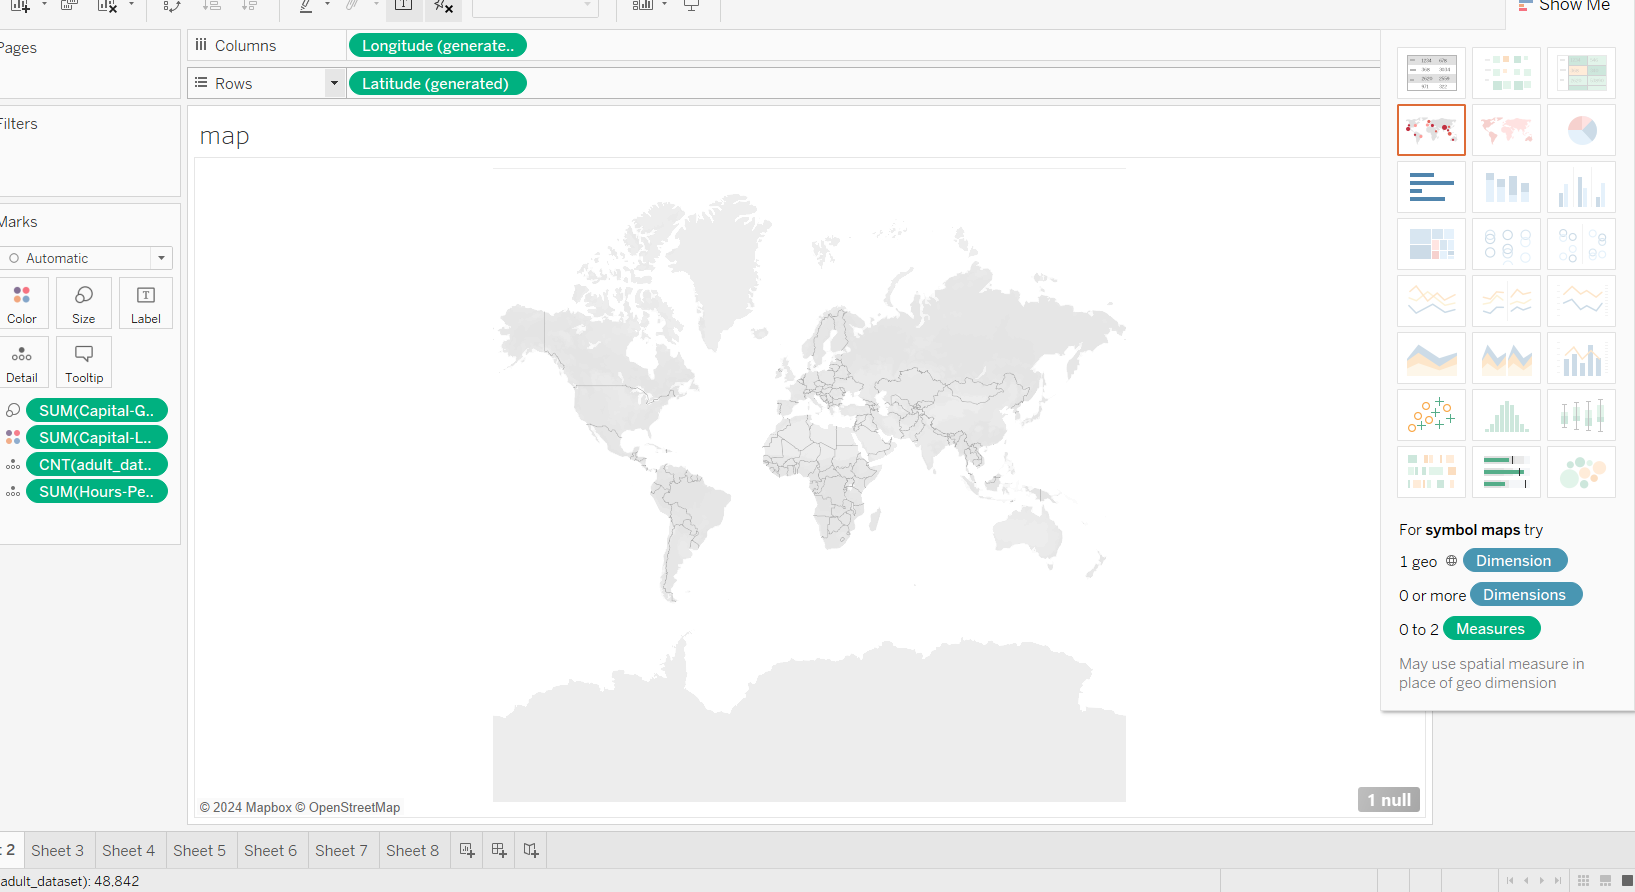 Show Me
Pages
Columns
Longitude (generate..
Rows
Latitude (generated)
Filters
map
Marks
Automatic
Color
Size
Label
Detail
Tooltip
SUM(Capital-G..
SUM(Capital-L..
CNT(adult_dat..
SUM(Hours-Pe..
For symbol maps try
1 geo Dimension
0 or more Dimensions
0 to 2 Measures
May use spatial measure in
place of geo dimension
© 2024 Mapbox © OpenStreetMap
1 null
: 2
Sheet 3
Sheet 4
Sheet 5
Sheet 6
Sheet 7
Sheet 8
adult_dataset): 48,842